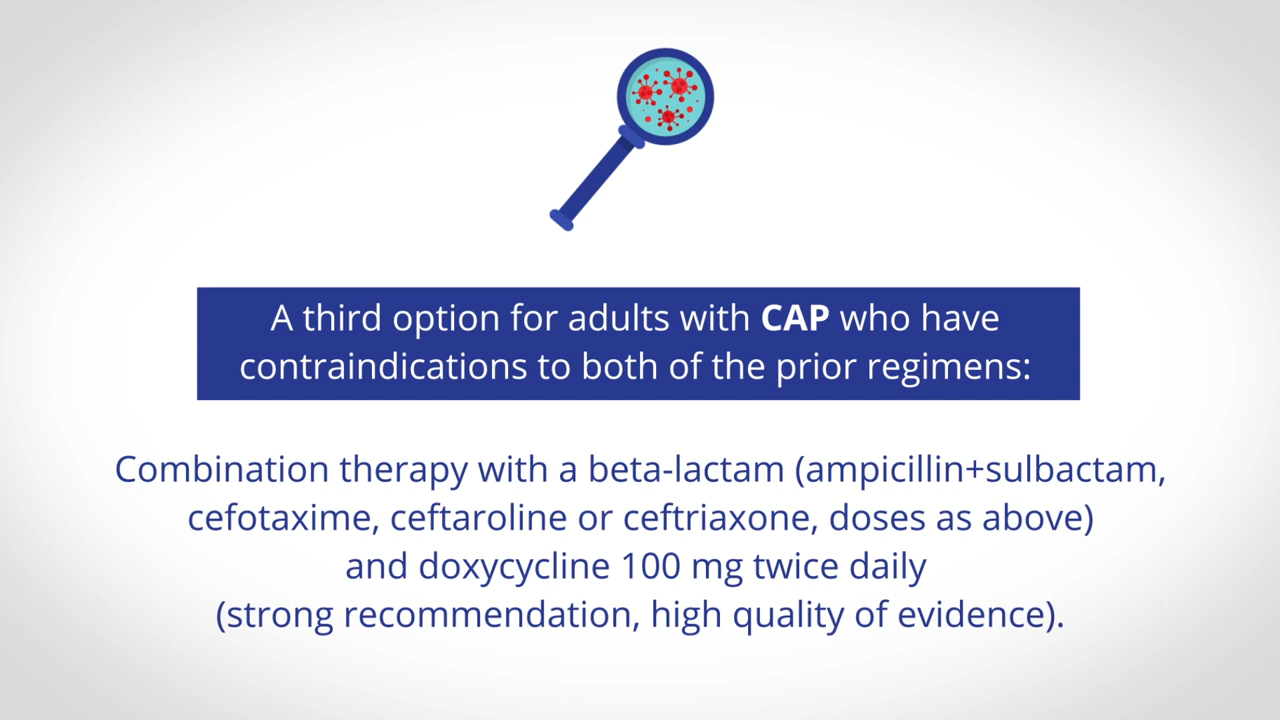 A third option for adults with CAP who have
contraindications to both of the prior regimens:
Combination therapy with a beta-lactam (ampicillin+sulbactam,
cefotaxime, ceftaroline or ceftriaxone, doses as above)
and doxycycline 100 mg twice daily
(strong recommendation, high quality of evidence).